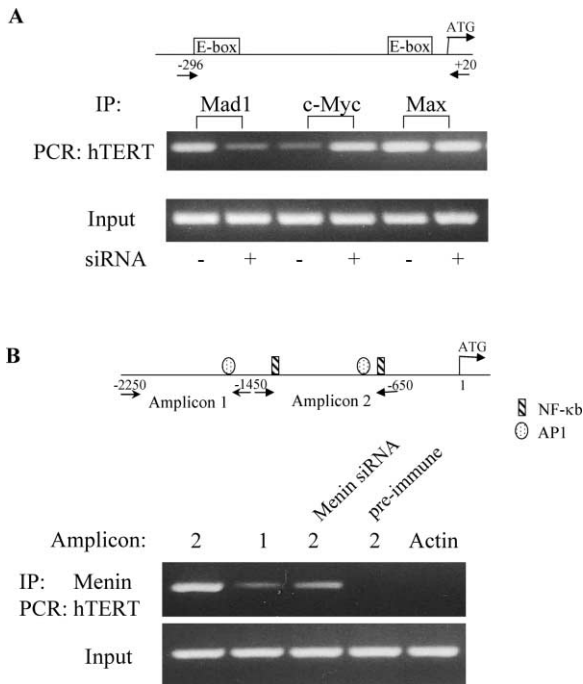 A
ATG
E-box E-box
-296 +20
IP: Mad1 c-Myc Max
PCR: hTERT
Input
siRNA - + - + - +
B
ATG
-2250 -1450 -650 1
Amplicon 1 Amplicon 2
NF-κb
AP1
Menin siRNA
pre-immune
Amplicon: 2 1 2 2 Actin
IP: Menin
PCR: hTERT
Input